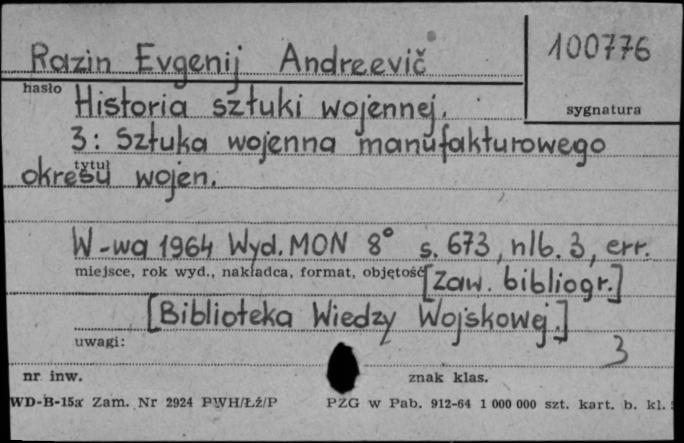 Razin Evgenij Andreevič
100776
hasło
Historia sztuki wojennej.
sygnatura
3: Sztuka wojenna manufakturowego
tytuł
okresu wojen.
W-wa 1964 Wyd. MON 8° s. 673, nlb. 3, err.
miejsce, rok wyd., nakładca, format, objętość
[Zaw. bibliogr.]
[Biblioteka Wiedzy Wojskowej.]
uwagi:
3
nr inw.
znak klas.
WD-B-15a Zam. Nr 2924 PWH/Łź/P
PZG w Pab. 912-64 1 000 000 szt. kart. b. kl.